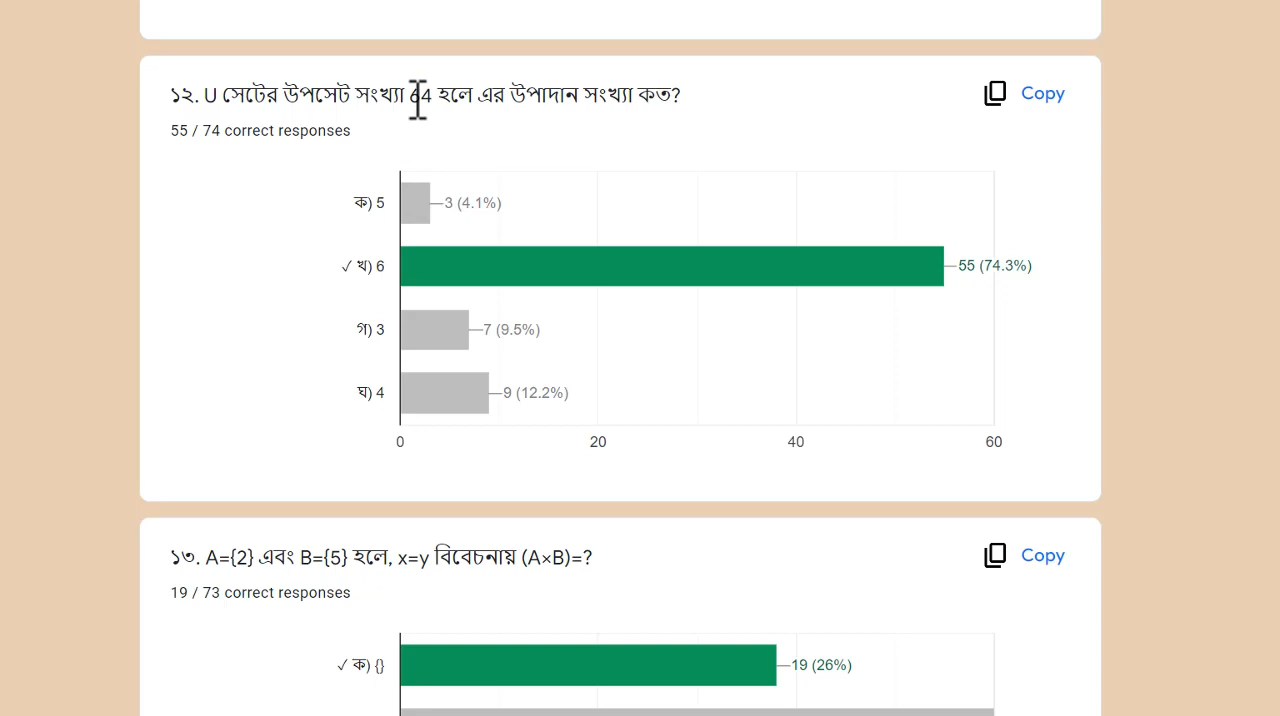 ১২. U সেটের উপসেট সংখ্যা 64 হলে এর উপাদান সংখ্যা কত?
Copy
55 / 74 correct responses
ক) 5
3 (4.1%)
✓ খ) 6
55 (74.3%)
গ) 3
7 (9.5%)
ঘ) 4
9 (12.2%)
0 20 40 60
১৩. A={2} এবং B={5} হলে, x=y বিবেচনায় (A×B)=?
Copy
19 / 73 correct responses
✓ ক) {}
19 (26%)